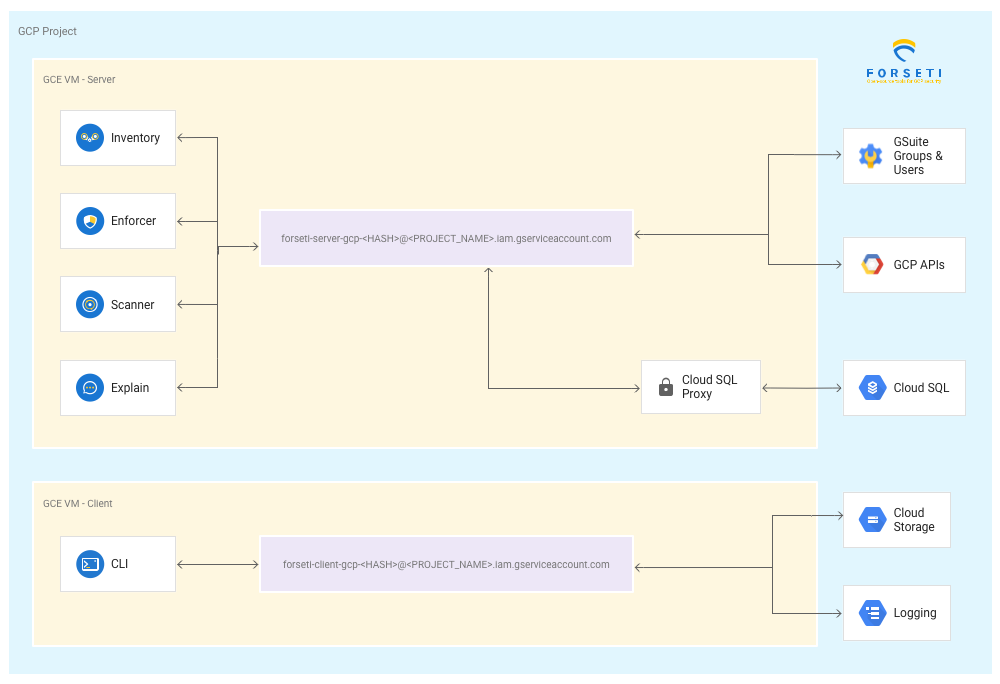 GCP Project
FORSETI
GCE VM - Server
Inventory
Enforcer
Scanner
Explain
forseti-server-gcp-<HASH>@<PROJECT_NAME>.iam.gserviceaccount.com
Cloud SQL
Proxy
GSuite
Groups &
Users
GCP APIs
Cloud SQL
GCE VM - Client
CLI
forseti-client-gcp-<HASH>@<PROJECT_NAME>.iam.gserviceaccount.com
Cloud
Storage
Logging